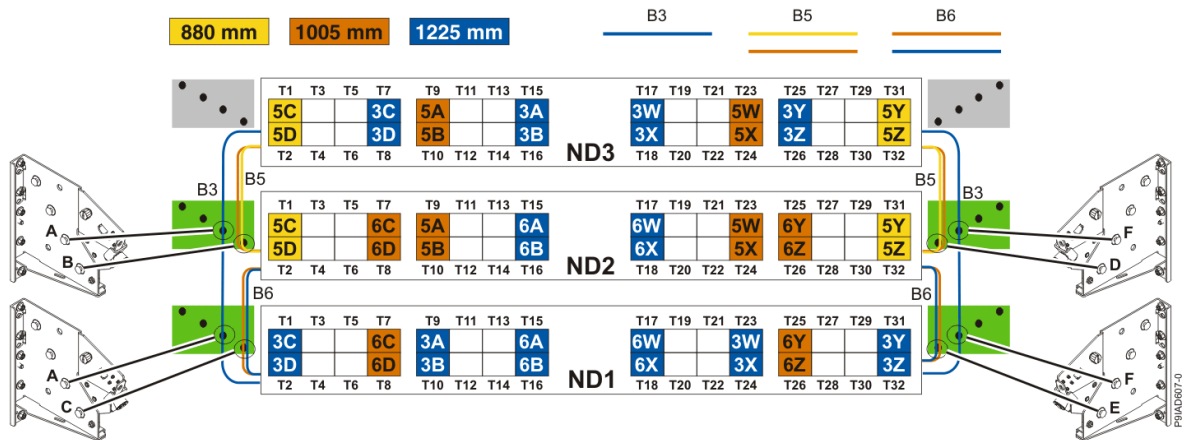 880 mm 1005 mm 1225 mm B3 B5 B6
T1 T3 T5 T7 T9 T11 T13 T15 T17 T19 T21 T23 T25 T27 T29 T31
5C 3C 5A 3A 3W 5W 3Y 5Y
5D 3D 5B 3B 3X 5X 3Z 5Z
T2 T4 T6 T8 T10 T12 T14 T16 ND3 T18 T20 T22 T24 T26 T28 T30 T32
B3 B5 B5 B3
T1 T3 T5 T7 T9 T11 T13 T15 T17 T19 T21 T23 T25 T27 T29 T31
5C 6C 5A 6A 6W 5W 6Y 5Y
A F
5D 6D 5B 6B 6X 5X 6Z 5Z
B D
T2 T4 T6 T8 T10 T12 T14 T16 ND2 T18 T20 T22 T24 T26 T28 T30 T32
B6 B6
T1 T3 T5 T7 T9 T11 T13 T15 T17 T19 T21 T23 T25 T27 T29 T31
3C 6C 3A 6A 6W 3W 6Y 3Y
3D 6D 3B 6B 6X 3X 6Z 3Z
A F
T2 T4 T6 T8 T10 T12 T14 T16 ND1 T18 T20 T22 T24 T26 T28 T30 T32
C E
P9IAD607-0